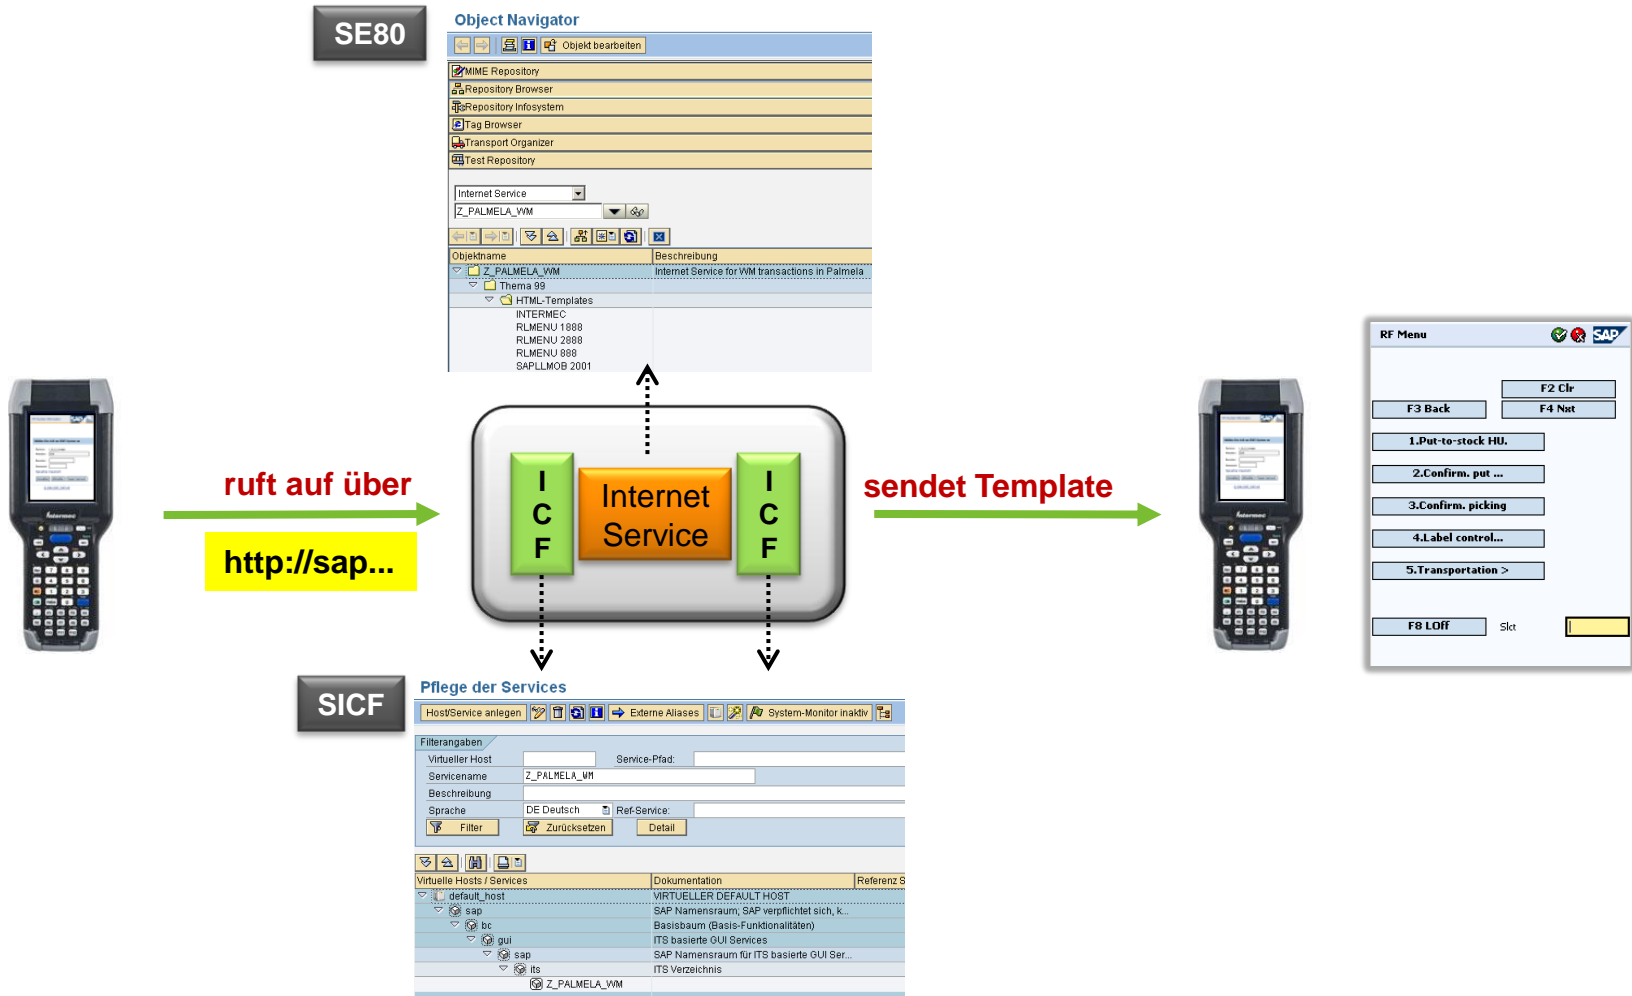 SE80
Object Navigator
Objekt bearbeiten
MIME Repository
Repository Browser
Repository Infosystem
Tag Browser
Transport Organizer
Test Repository
Internet Service
Z_PALMELA_WM
Objektname Beschreibung
Z_PALMELA_WM Internet Service for WM transactions in Palmela
Thema 99
HTML-Templates
INTERMEC
RLMENU 1888
RLMENU 2888
RLMENU 888
SAPLLMOB 2001
ruft auf über
http://sap...
I
C
F
Internet
Service
I
C
F
sendet Template
Intermec
Intermec
RF Menu SAP
F2 Clr
F3 Back F4 Nxt
1.Put-to-stock HU.
2.Confirm. put ...
3.Confirm. picking
4.Label control...
5.Transportation >
F8 LOff Slct
SICF
Pflege der Services
Host/Service anlegen Externe Aliases System-Monitor inaktiv
Filterangaben
Virtueller Host Service-Pfad:
Servicename Z_PALMELA_WM
Beschreibung
Sprache DE Deutsch Ref-Service:
Filter Zurücksetzen Detail
Virtuelle Hosts / Services Dokumentation Referenz S
default_host VIRTUELLER DEFAULT HOST
sap SAP Namensraum; SAP verpflichtet sich, k...
bc Basisbaum (Basis-Funktionalitäten)
gui ITS basierte GUI Services
sap SAP Namensraum für ITS basierte GUI Ser...
its ITS Verzeichnis
Z_PALMELA_WM